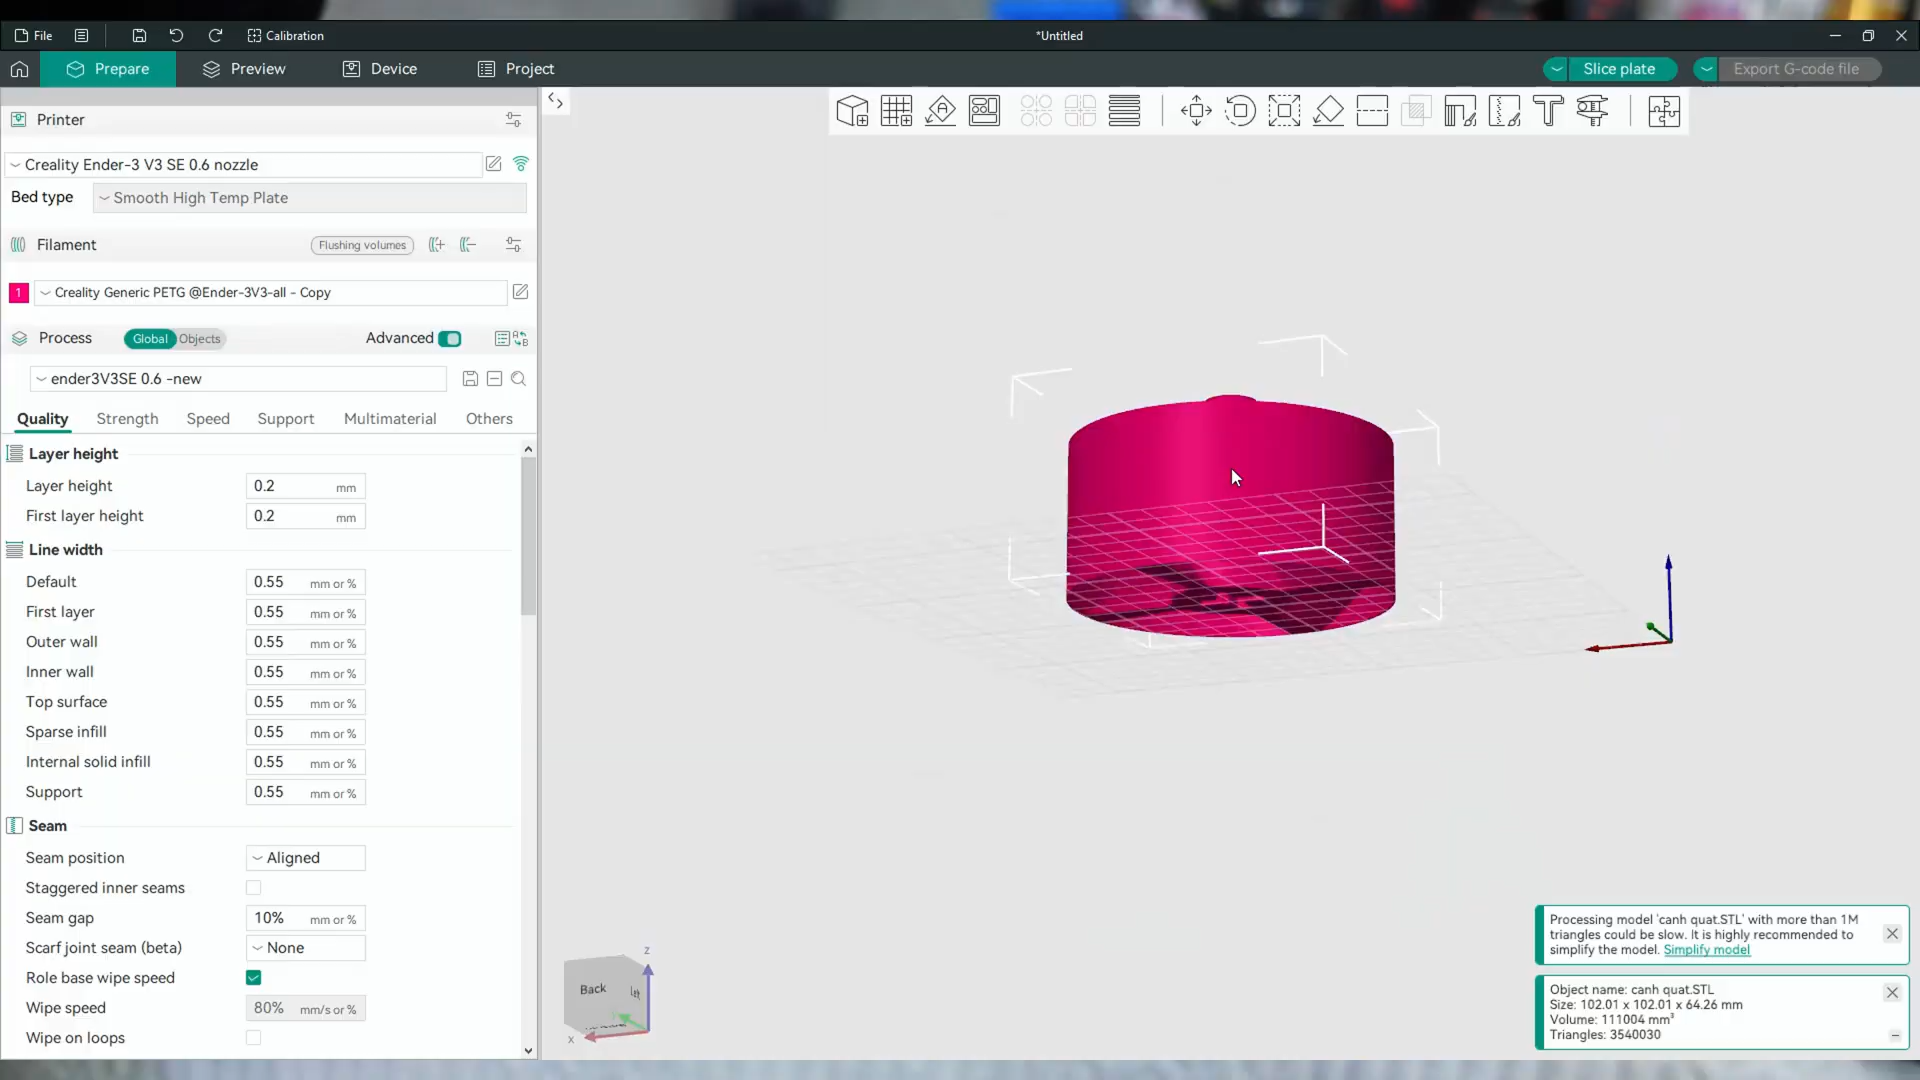 File
Calibration
*Untitled
Prepare
Preview
Device
Project
Slice plate
Export G-code file
Printer
Creality Ender-3 V3 SE 0.6 nozzle
Bed type
Smooth High Temp Plate
Filament
Flushing volumes
1
Creality Generic PETG @Ender-3V3-all - Copy
Process
Global
Objects
Advanced
ender3V3SE 0.6 -new
Quality
Strength
Speed
Support
Multimaterial
Others
Layer height
Layer height 0.2 mm
First layer height 0.2 mm
Line width
Default 0.55 mm or %
First layer 0.55 mm or %
Outer wall 0.55 mm or %
Inner wall 0.55 mm or %
Top surface 0.55 mm or %
Sparse infill 0.55 mm or %
Internal solid infill 0.55 mm or %
Support 0.55 mm or %
Seam
Seam position Aligned
Staggered inner seams
Seam gap 10% mm or %
Scarf joint seam (beta) None
Role base wipe speed
Wipe speed 80% mm/s or %
Wipe on loops
z
Back
x
Processing model 'canh quat.STL' with more than 1M
triangles could be slow. It is highly recommended to
simplify the model. Simplify model
Object name: canh quat.STL
Size: 102.01 x 102.01 x 64.26 mm
Volume: 111004 mm³
Triangles: 3540030